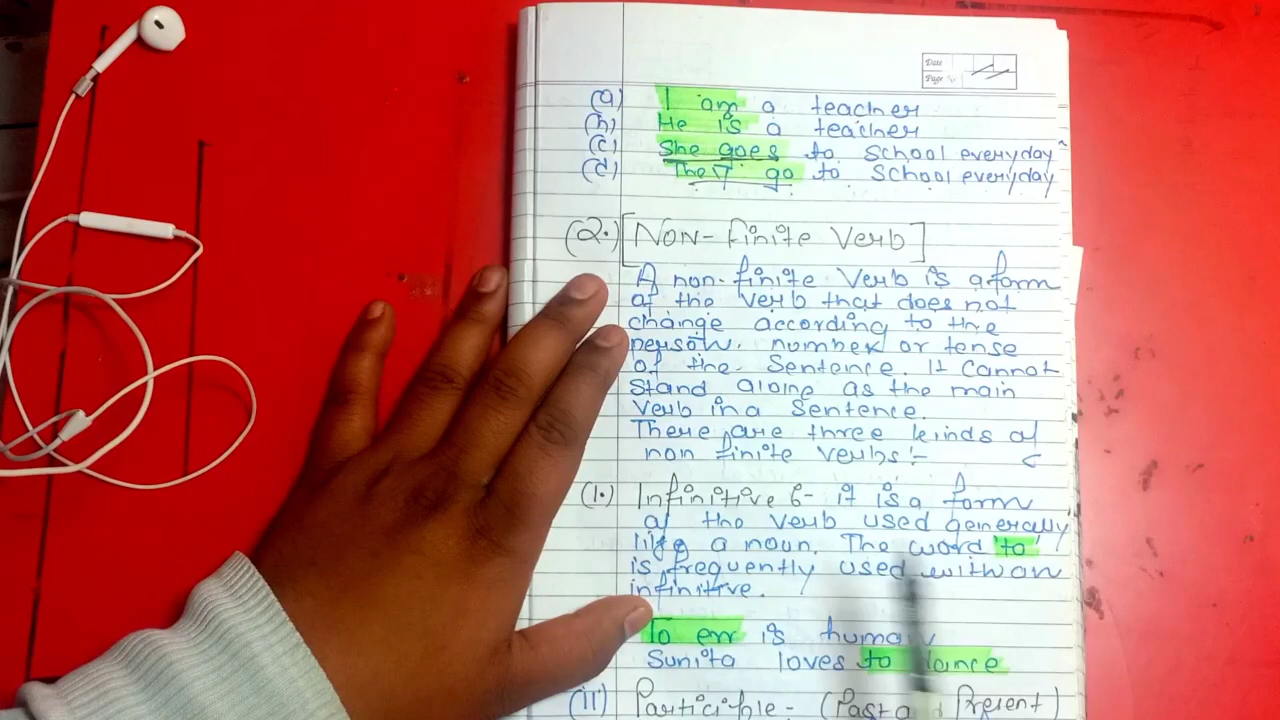 Date
Page No
(a) I am a teacher
(b) He is a teacher
(c) She goes to School everyday
(d) They go to School everyday
(2.) [Non-finite Verb]
A non-finite Verb is a form
of the verb that does not
change according to the
person. number or tense
of the Sentence. It cannot
stand alone as the main
Verb in a Sentence.
There are three kinds of
non finite verbs:-
(i.) Infinitive :- it is a form
of the verb used generally
like a noun. The word 'to'
is frequently used with an
infinitive.
To err is human
Sunita loves to dance
(ii) Participle - (Past Present)